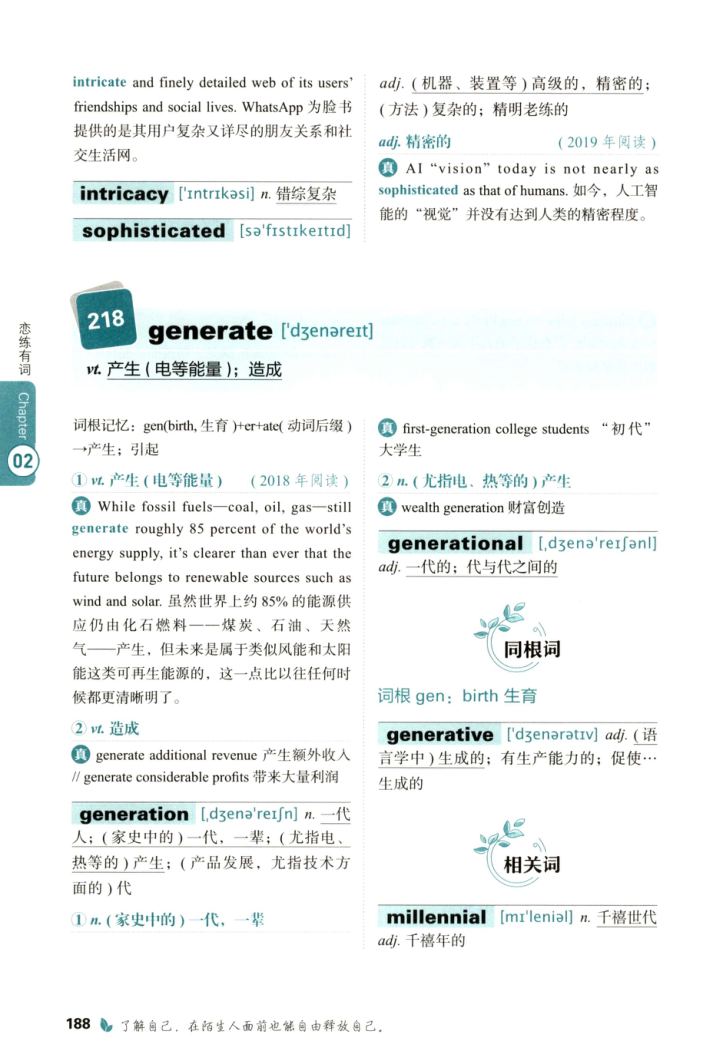 intricate and finely detailed web of its users'
friendships and social lives. WhatsApp 为脸书
提供的是其用户复杂又详尽的朋友关系和社
交生活网。
intricacy ['ɪntrɪkəsi] n. 错综复杂
sophisticated [sə'fɪstɪkeɪtɪd]
adj. (机器、装置等)高级的，精密的；
(方法)复杂的；精明老练的
adj. 精密的 (2019 年阅读)
真 AI “vision” today is not nearly as
sophisticated as that of humans. 如今，人工智
能的“视觉”并没有达到人类的精密程度。
218
generate ['dʒenəreɪt]
vt. 产生(电等能量)；造成
恋练有词
Chapter
02
词根记忆：gen(birth, 生育)+er+ate(动词后缀)
→产生；引起
① vt. 产生(电等能量) (2018 年阅读)
真 While fossil fuels—coal, oil, gas—still
generate roughly 85 percent of the world's
energy supply, it's clearer than ever that the
future belongs to renewable sources such as
wind and solar. 虽然世界上约 85% 的能源供
应仍由化石燃料——煤炭、石油、天然
气——产生，但未来是属于类似风能和太阳
能这类可再生能源的，这一点比以往任何时
候都更清晰明了。
② vt. 造成
真 generate additional revenue 产生额外收入
// generate considerable profits 带来大量利润
generation [ˌdʒenə'reɪʃn] n. 一代
人；(家史中的)一代，一辈；(尤指电、
热等的)产生；(产品发展，尤指技术方
面的)代
① n. (家史中的)一代，一辈
真 first-generation college students “初代”
大学生
② n. (尤指电、热等的)产生
真 wealth generation 财富创造
generational [ˌdʒenə'reɪʃənl]
adj. 一代的；代与代之间的
同根词
词根 gen：birth 生育
generative ['dʒenərətɪv] adj. (语
言学中)生成的；有生产能力的；促使…
生成的
相关词
millennial [mɪ'leniəl] n. 千禧世代
adj. 千禧年的
188 了解自己，在陌生人面前也能自由释放自己。